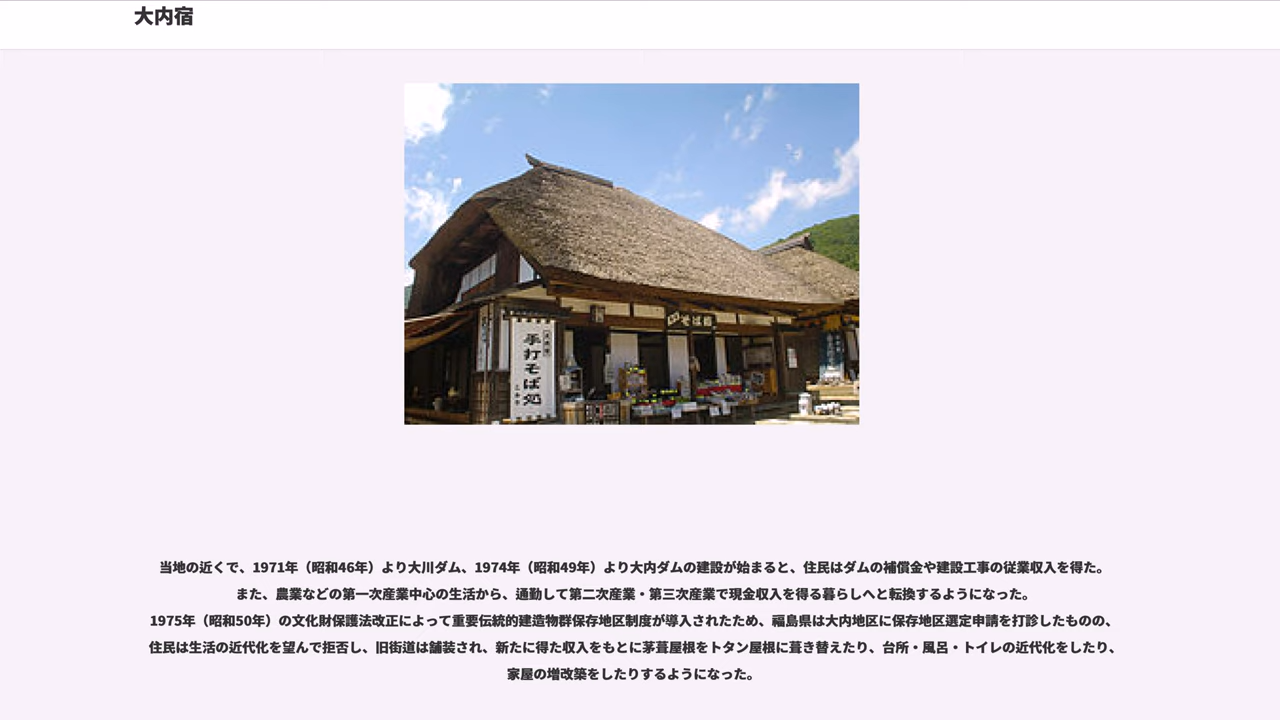 大内宿
手打そば処
そば
当地の近くで、1971年（昭和46年）より大川ダム、1974年（昭和49年）より大内ダムの建設が始まると、住民はダムの補償金や建設工事の従業収入を得た。
また、農業などの第一次産業中心の生活から、通勤して第二次産業・第三次産業で現金収入を得る暮らしへと転換するようになった。
1975年（昭和50年）の文化財保護法改正によって重要伝統的建造物群保存地区制度が導入されたため、福島県は大内地区に保存地区選定申請を打診したものの、
住民は生活の近代化を望んで拒否し、旧街道は舗装され、新たに得た収入をもとに茅葺屋根をトタン屋根に葺き替えたり、台所・風呂・トイレの近代化をしたり、
家屋の増改築をしたりするようになった。